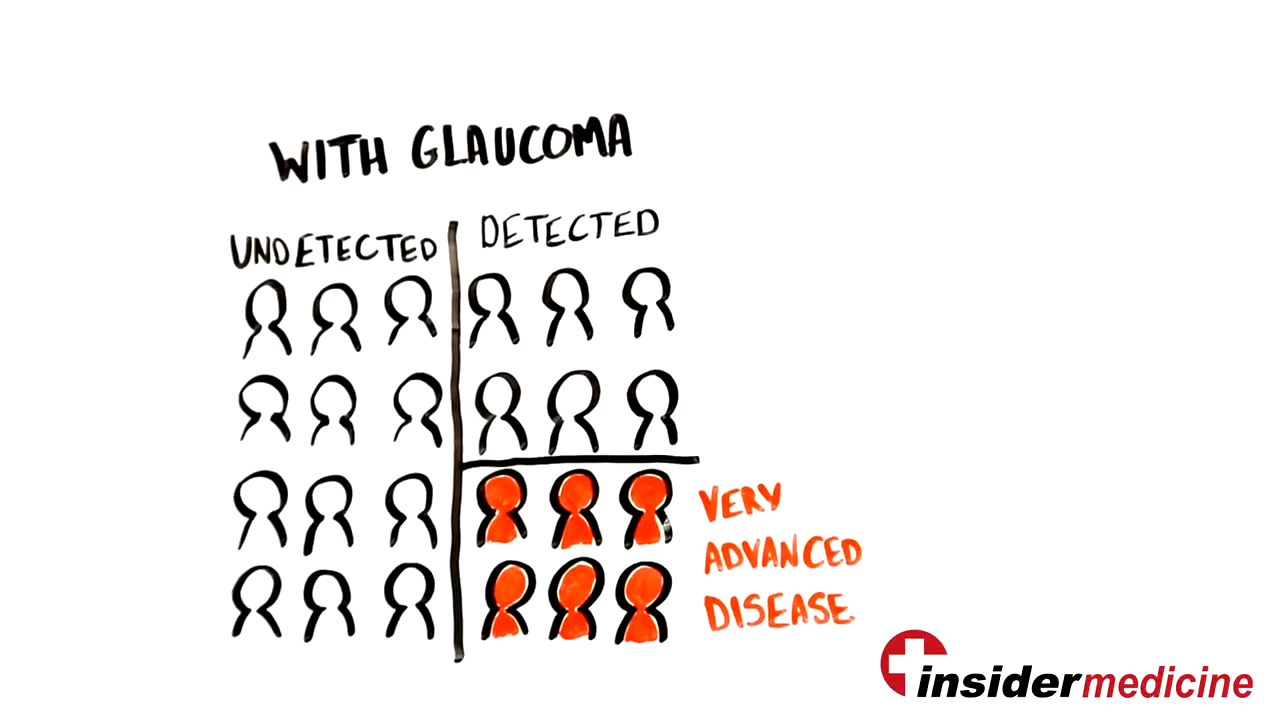 WITH GLAUCOMA
UNDETECTED
DETECTED
VERY
ADVANCED
DISEASE
insidermedicine